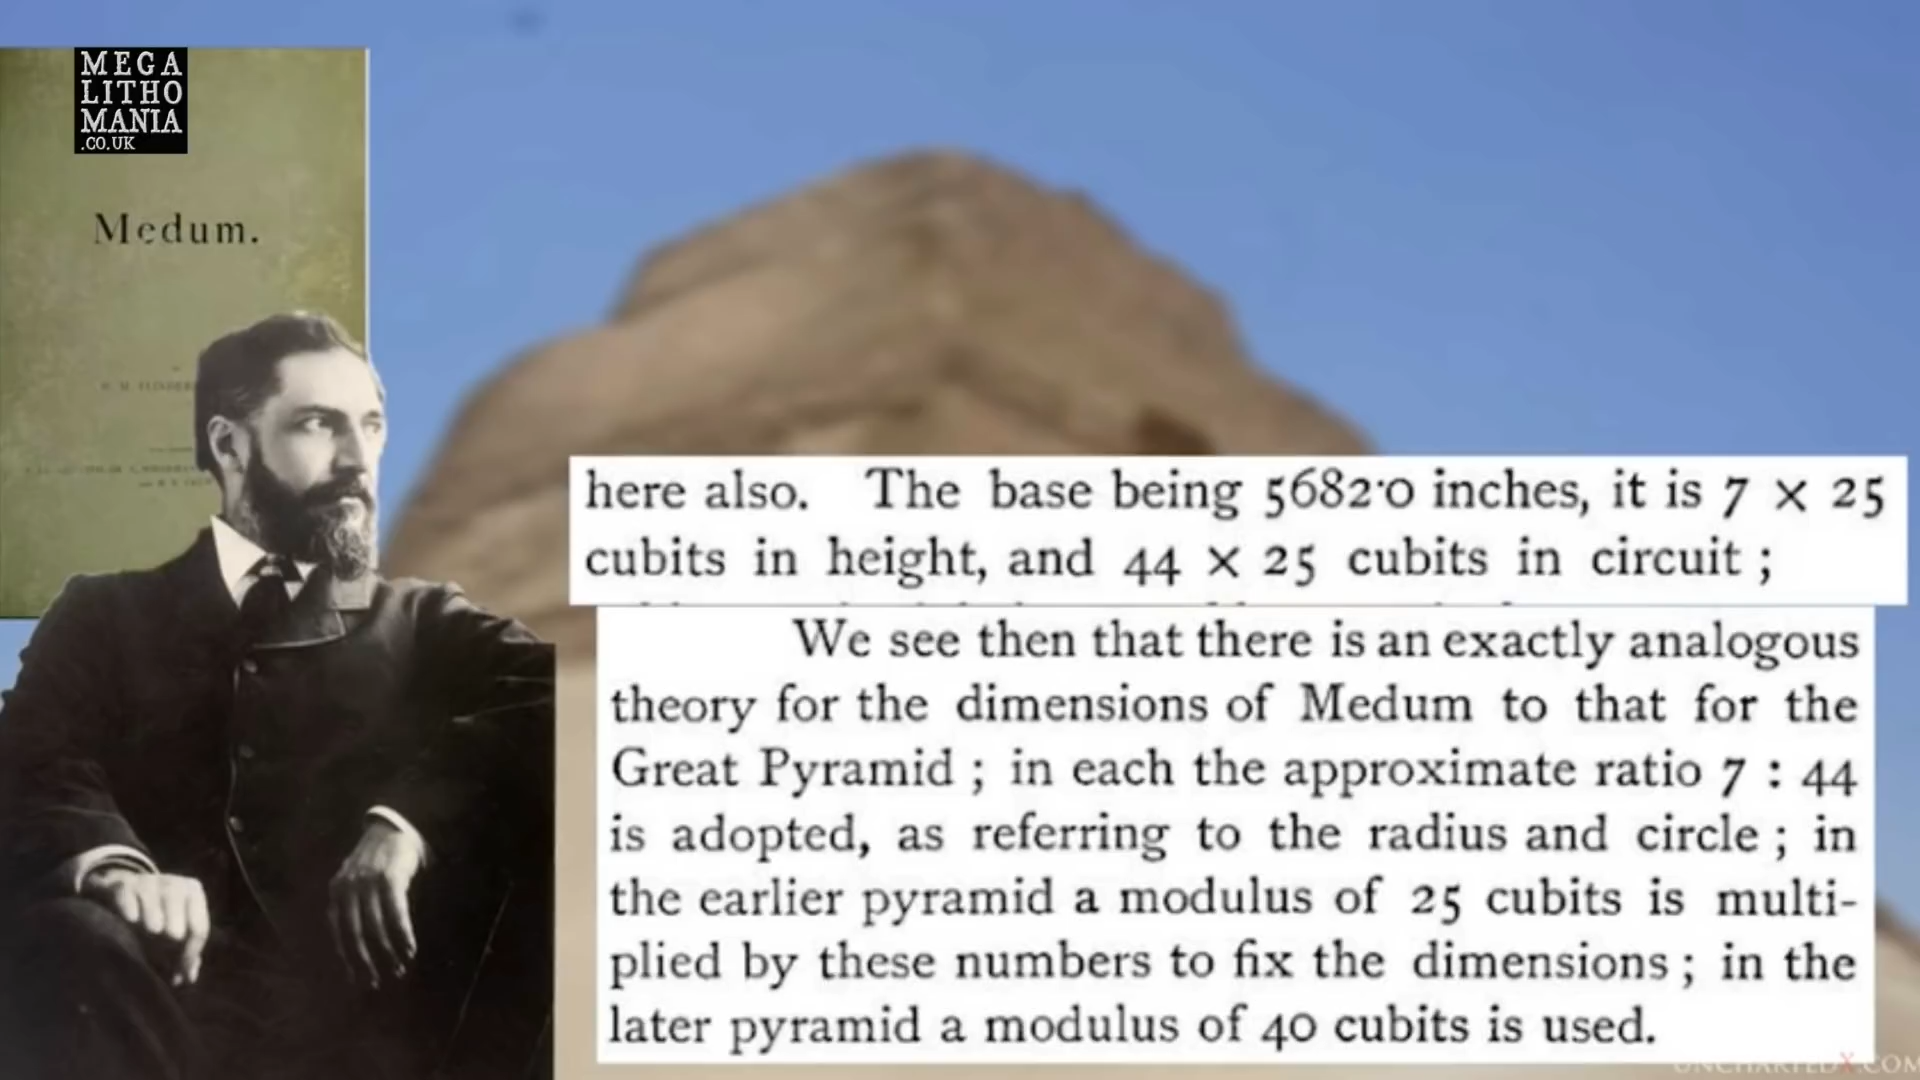 MEGA
LITHO
MANIA
.CO.UK
Medum.
here also. The base being 5682·0 inches, it is 7 × 25
cubits in height, and 44 × 25 cubits in circuit ;
We see then that there is an exactly analogous
theory for the dimensions of Medum to that for the
Great Pyramid ; in each the approximate ratio 7 : 44
is adopted, as referring to the radius and circle ; in
the earlier pyramid a modulus of 25 cubits is multi-
plied by these numbers to fix the dimensions ; in the
later pyramid a modulus of 40 cubits is used.
UNCHARTEDX.COM